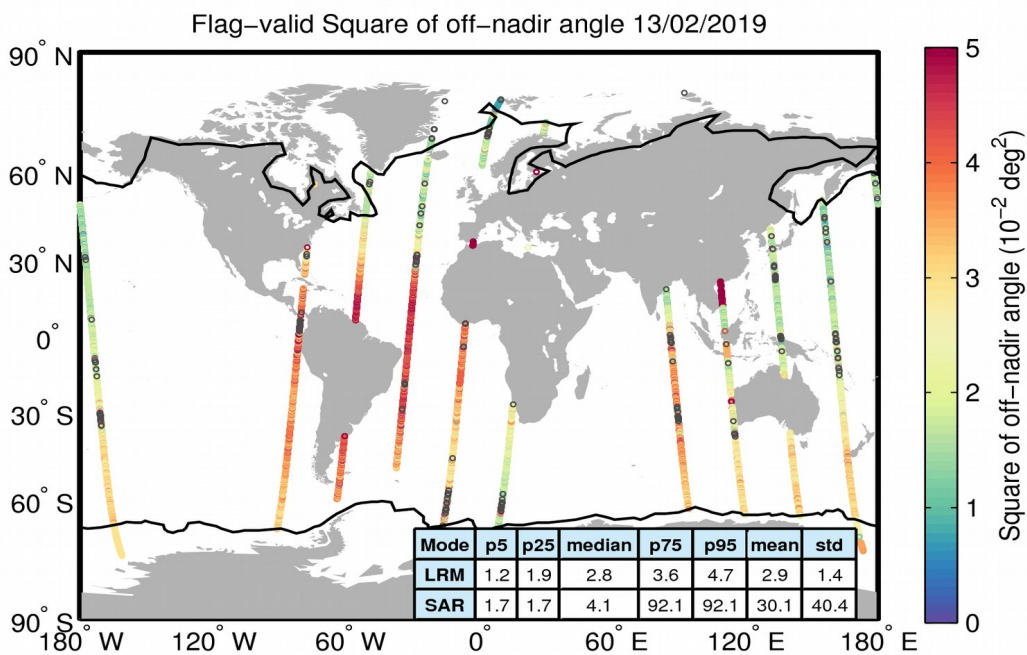 Flag−valid Square of off−nadir angle 13/02/2019
90° N
60° N
30° N
0°
30° S
60° S
90° S
180° W
120° W
60° W
0°
60° E
120° E
180° E
Mode p5 p25 median p75 p95 mean std
LRM 1.2 1.9 2.8 3.6 4.7 2.9 1.4
SAR 1.7 1.7 4.1 92.1 92.1 30.1 40.4
5
4
3
2
1
0
Square of off−nadir angle (10⁻² deg²)